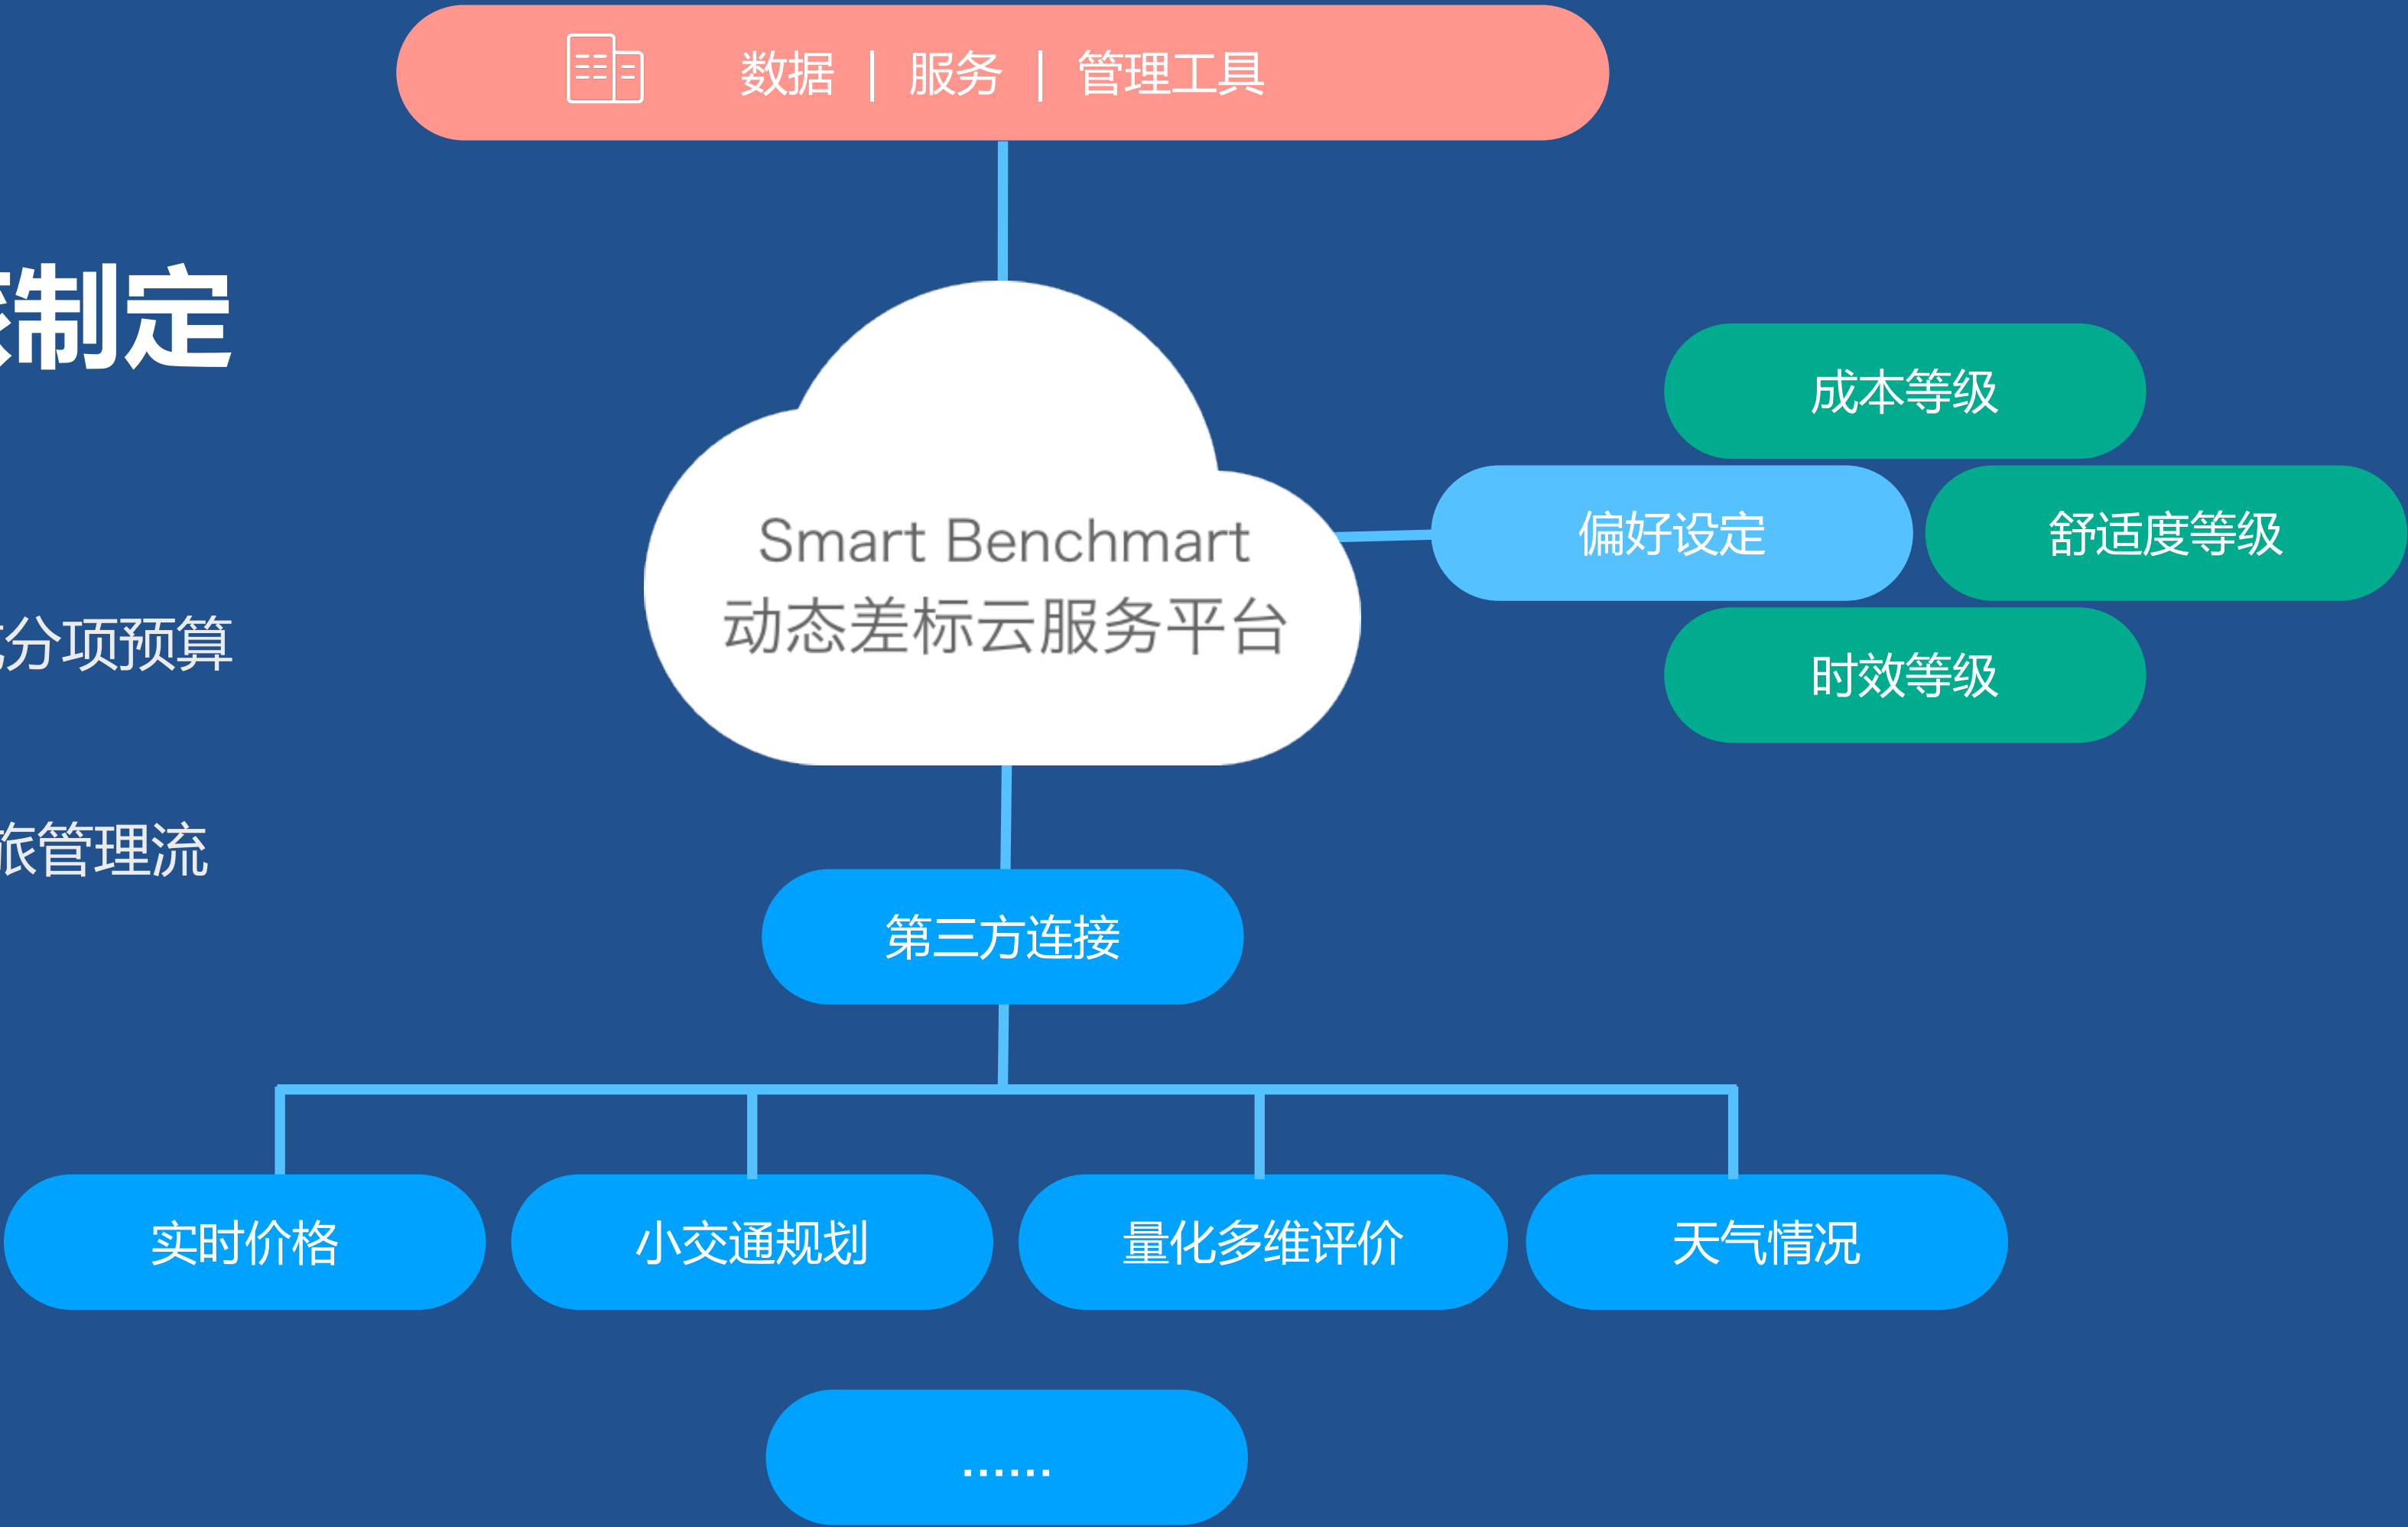 数据 | 服务 | 管理工具
制定
成本等级
Smart Benchmart
偏好设定
舒适度等级
动态差标云服务平台
分项预算
时效等级
旅管理流
第三方连接
实时价格
小交通规划
量化多维评价
天气情况
......